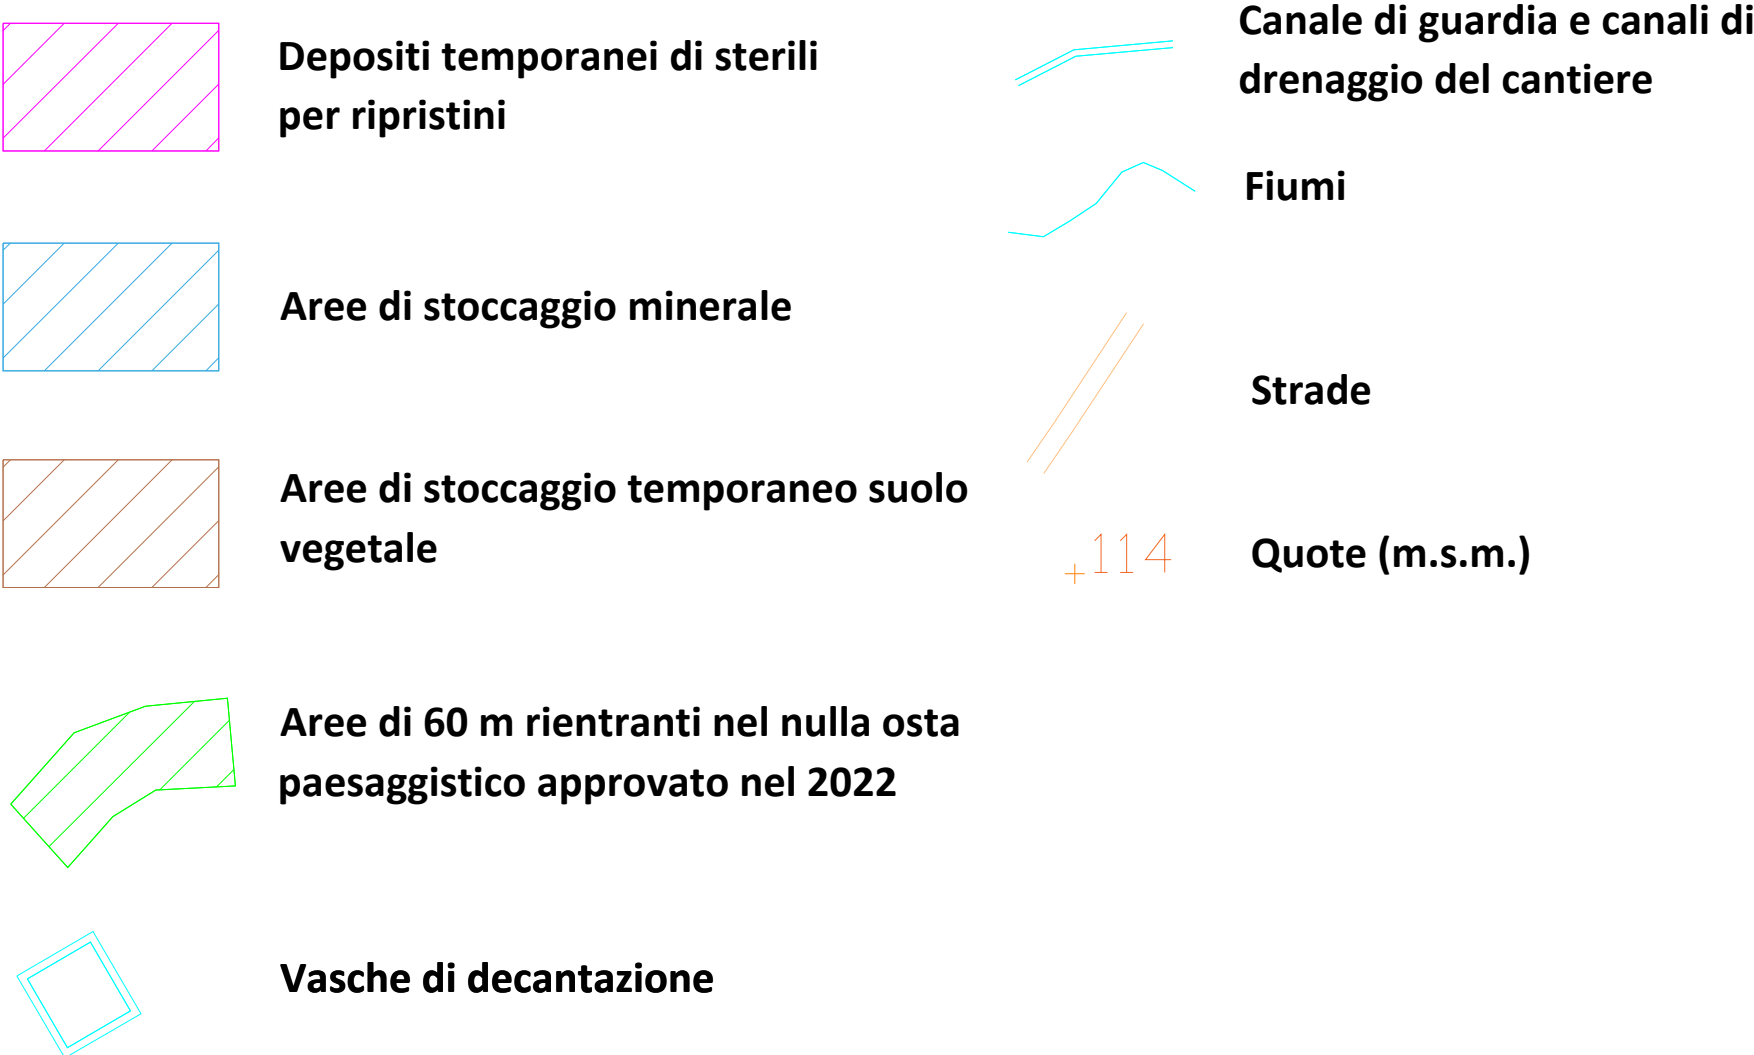 Depositi temporanei di sterili
per ripristini
Aree di stoccaggio minerale
Aree di stoccaggio temporaneo suolo
vegetale
Aree di 60 m rientranti nel nulla osta
paesaggistico approvato nel 2022
Vasche di decantazione
Canale di guardia e canali di
drenaggio del cantiere
Fiumi
Strade
+114
Quote (m.s.m.)